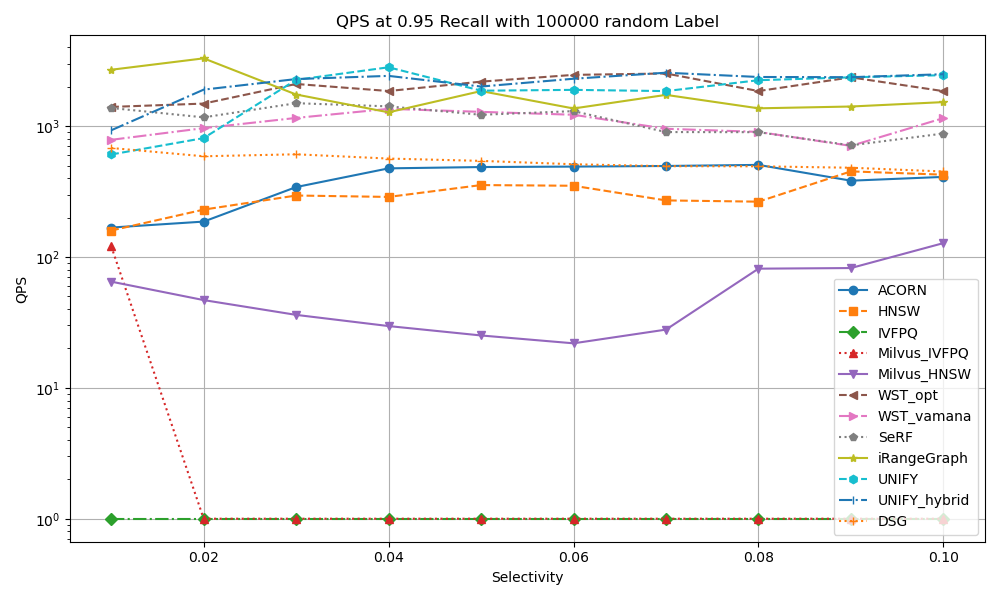 QPS at 0.95 Recall with 100000 random Label
QPS
10^3
10^2
10^1
10^0
0.02
0.04
0.06
0.08
0.10
Selectivity
ACORN
HNSW
IVFPQ
Milvus_IVFPQ
Milvus_HNSW
WST_opt
WST_vamana
SeRF
iRangeGraph
UNIFY
UNIFY_hybrid
DSG